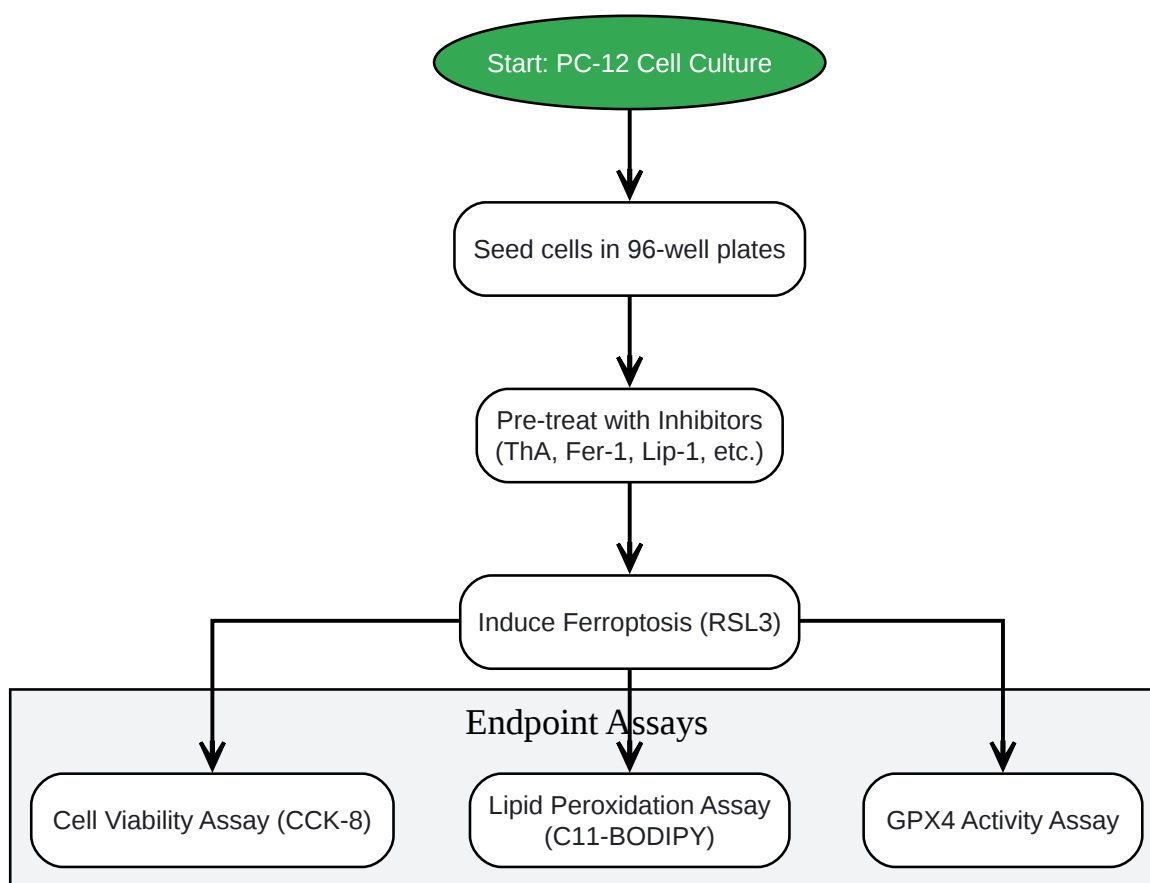 Start: PC-12 Cell Culture
Seed cells in 96-well plates
Pre-treat with Inhibitors
(ThA, Fer-1, Lip-1, etc.)
Induce Ferroptosis (RSL3)
Endpoint Assays
Cell Viability Assay (CCK-8)
Lipid Peroxidation Assay
(C11-BODIPY)
GPX4 Activity Assay